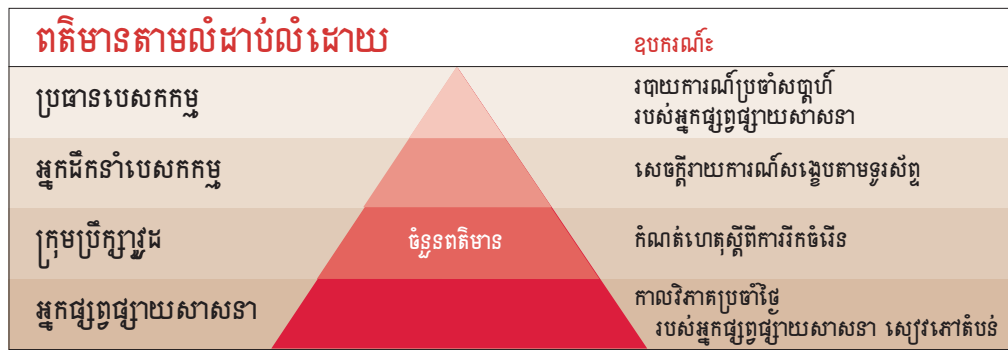 ពត៌មានតាមលំដាប់លំដោយ ឧបករណ៍ៈ
ប្រធានបេសកកម្ម របាយការណ៍ប្រចាំសប្ដាហ៍
របស់អ្នកផ្សព្វផ្សាយសាសនា
អ្នកដឹកនាំបេសកកម្ម សេចក្ដីរាយការណ៍សង្ខេបតាមទូរស័ព្ទ
ក្រុមប្រឹក្សាវួដ ចំនួនពត៌មាន កំណត់ហេតុស្ដីពីការរីកចំរើន
អ្នកផ្សព្វផ្សាយសាសនា កាលវិភាគប្រចាំថ្ងៃ
របស់អ្នកផ្សព្វផ្សាយសាសនា សៀវភៅតំបន់